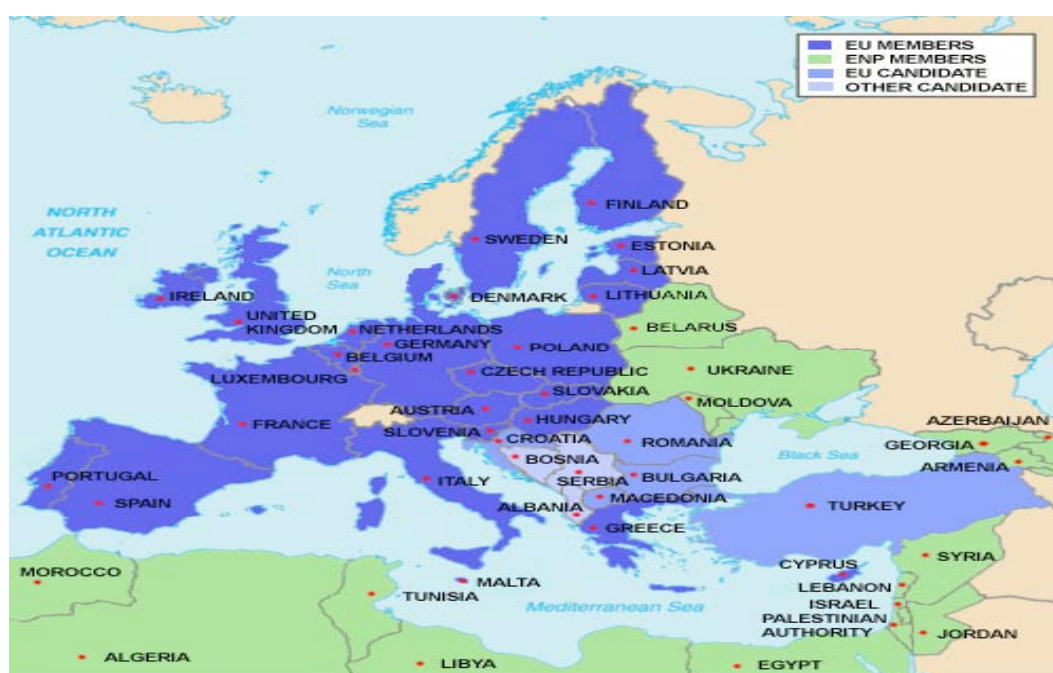 EU MEMBERS
ENP MEMBERS
EU CANDIDATE
OTHER CANDIDATE
Norwegian
Sea
NORTH
ATLANTIC
OCEAN
FINLAND
SWEDEN
ESTONIA
LATVIA
North
Sea
IRELAND
DENMARK
LITHUANIA
UNITED
KINGDOM
NETHERLANDS
BELARUS
GERMANY
POLAND
BELGIUM
LUXEMBOURG
CZECH REPUBLIC
UKRAINE
SLOVAKIA
MOLDOVA
AUSTRIA
HUNGARY
AZERBAIJAN
FRANCE
SLOVENIA
CROATIA
ROMANIA
GEORGIA
Black Sea
BOSNIA
ARMENIA
PORTUGAL
ITALY
SERBIA
BULGARIA
SPAIN
MACEDONIA
TURKEY
ALBANIA
GREECE
SYRIA
CYPRUS
MOROCCO
MALTA
LEBANON
TUNISIA
Mediterranean Sea
ISRAEL
PALESTINIAN
AUTHORITY
JORDAN
ALGERIA
LIBYA
EGYPT